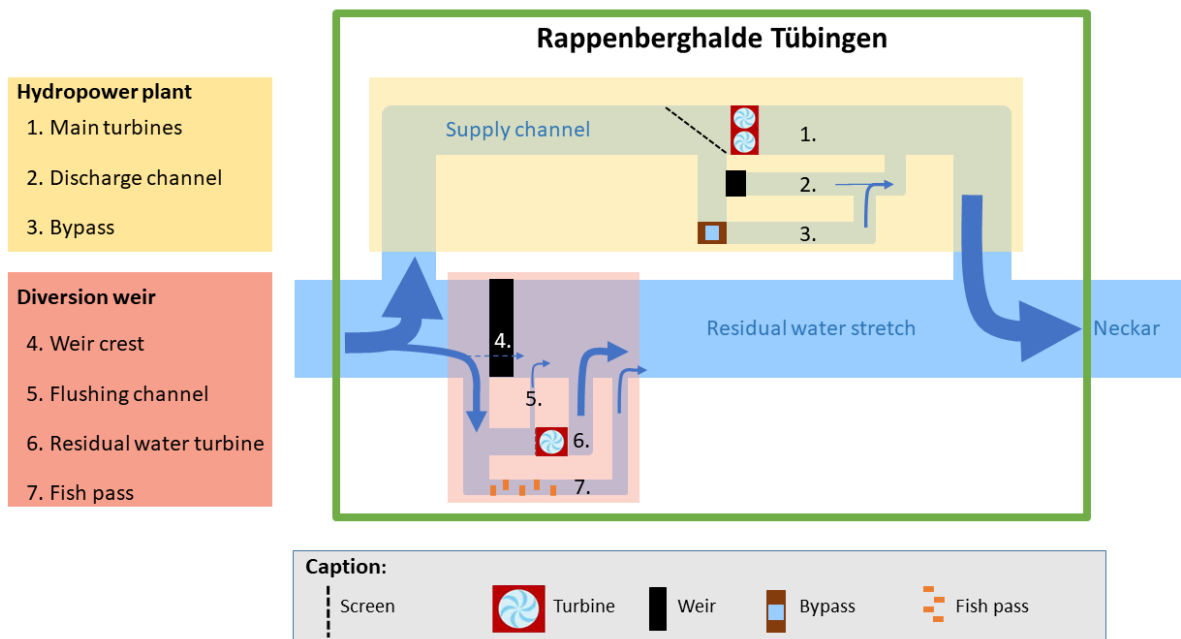 Rappenberghalde Tübingen
Hydropower plant
1. Main turbines
2. Discharge channel
3. Bypass
Supply channel
1.
2.
3.
Diversion weir
4. Weir crest
5. Flushing channel
6. Residual water turbine
7. Fish pass
4.
5.
6.
7.
Residual water stretch
Neckar
Caption:
Screen
Turbine
Weir
Bypass
Fish pass